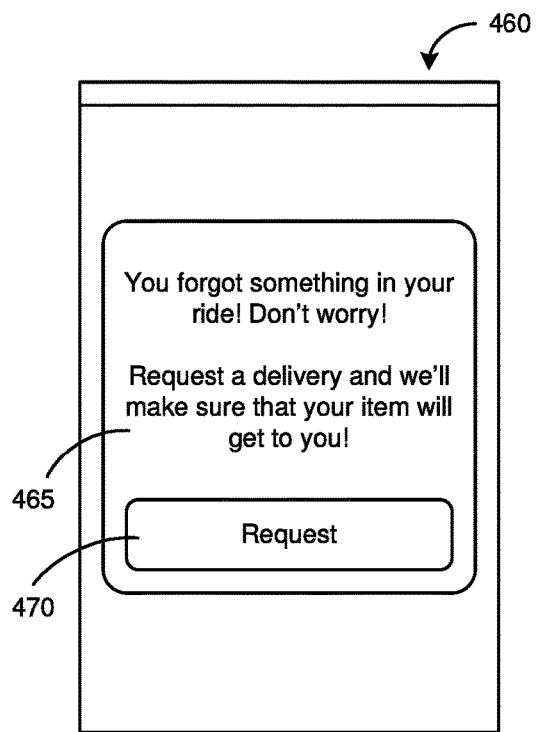 460
You forgot something in your
ride! Don't worry!
Request a delivery and we'll
make sure that your item will
get to you!
465
Request
470